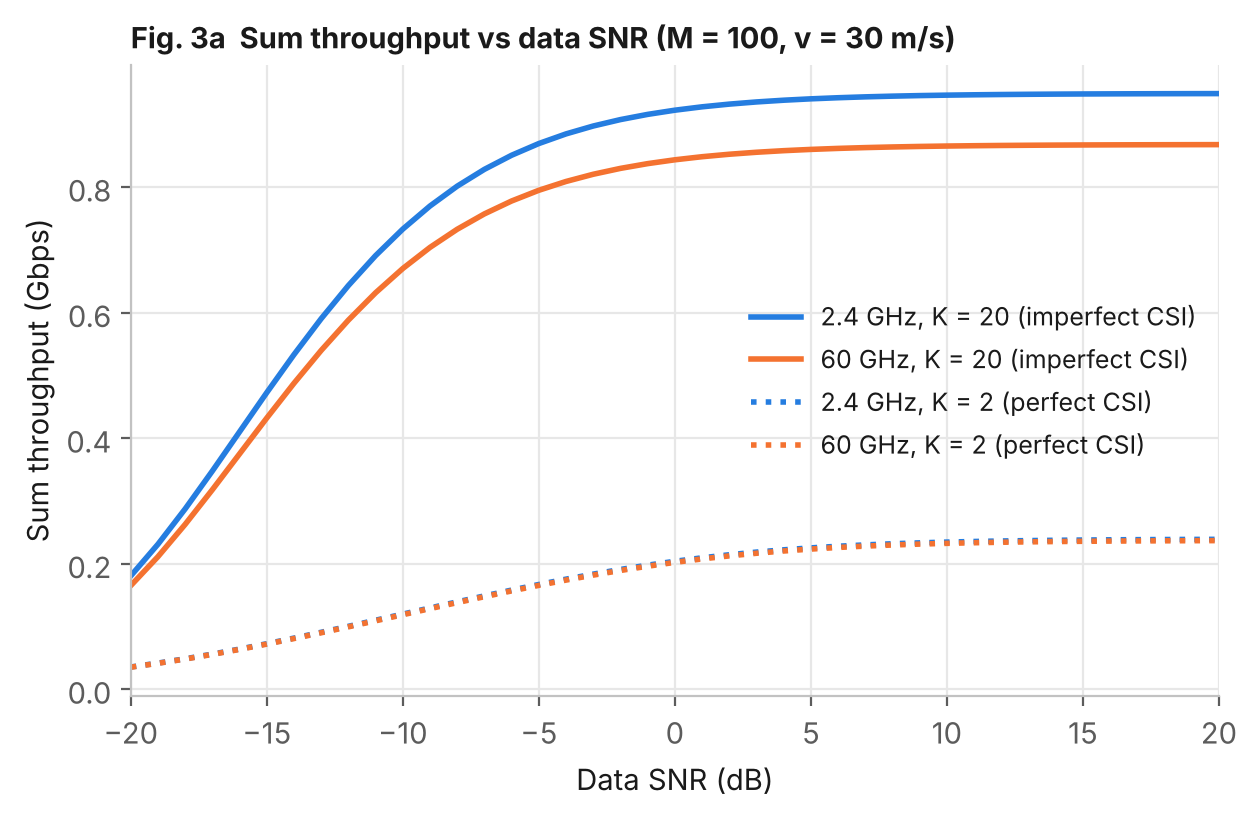 Fig. 3a  Sum throughput vs data SNR (M = 100, v = 30 m/s)
Sum throughput (Gbps)
0.8
0.6
0.4
0.2
0.0
2.4 GHz, K = 20 (imperfect CSI)
60 GHz, K = 20 (imperfect CSI)
2.4 GHz, K = 2 (perfect CSI)
60 GHz, K = 2 (perfect CSI)
−20 −15 −10 −5 0 5 10 15 20
Data SNR (dB)